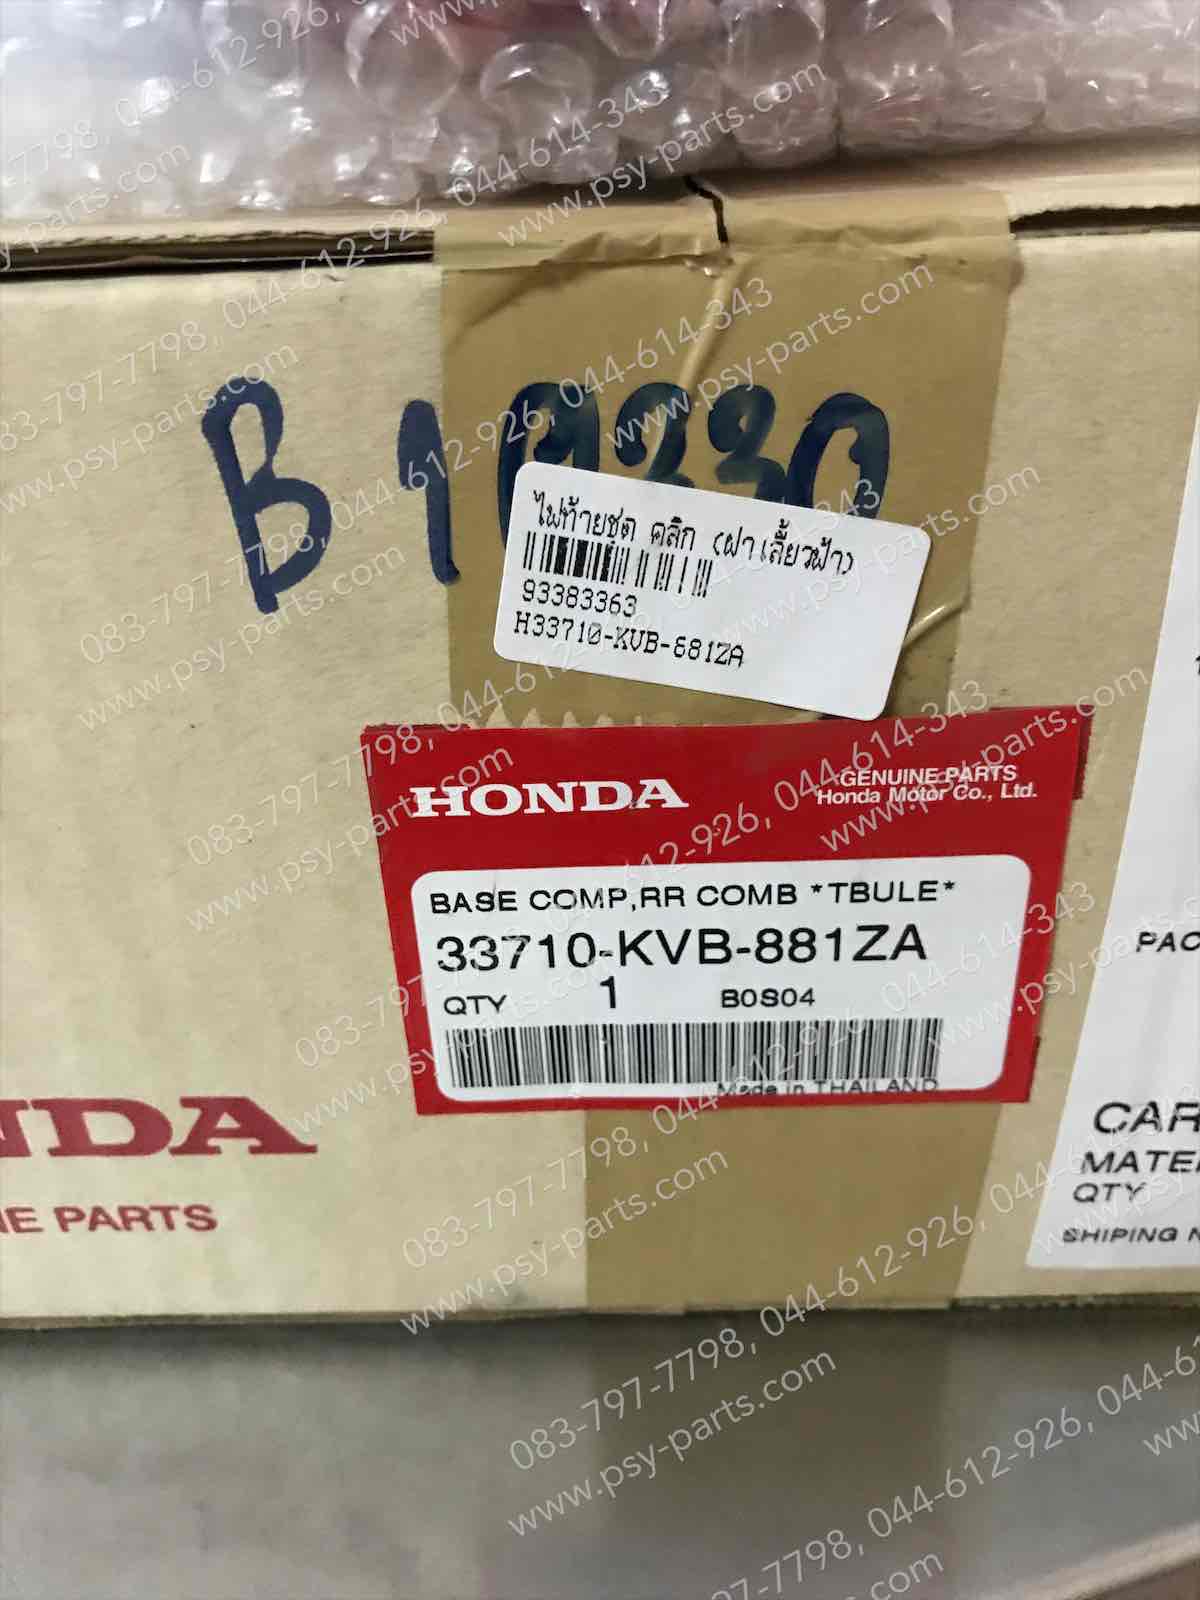 ไฟท้ายชุด คลิก (ฝาเลี้ยวฟ้า)
93383363
H33710-KVB-881ZA
HONDA
GENUINE PARTS
Honda Motor Co., Ltd.
BASE COMP,RR COMB *TBULE*
33710-KVB-881ZA
QTY 1 B0S04
Made in THAILAND
NDA
NE PARTS
PAC
CAR
MATE
QTY
SHIPING N
083-797-7798, 044-612-926, 044-614-343
www.psy-parts.com